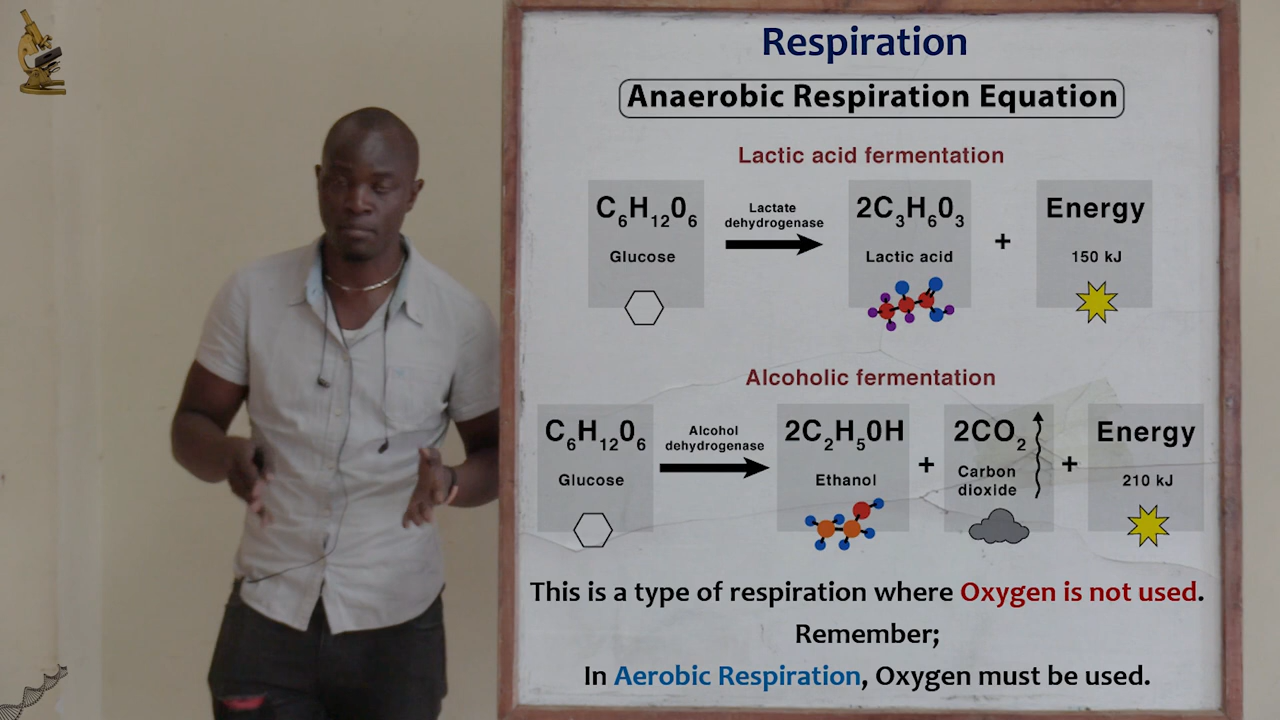 Respiration
Anaerobic Respiration Equation
Lactic acid fermentation
C6H1206 Lactate dehydrogenase 2C3H603 + Energy
Glucose Lactic acid 150 kJ
Alcoholic fermentation
C6H1206 Alcohol dehydrogenase 2C2H50H + 2CO2 + Energy
Glucose Ethanol Carbon dioxide 210 kJ
This is a type of respiration where Oxygen is not used.
Remember;
In Aerobic Respiration, Oxygen must be used.